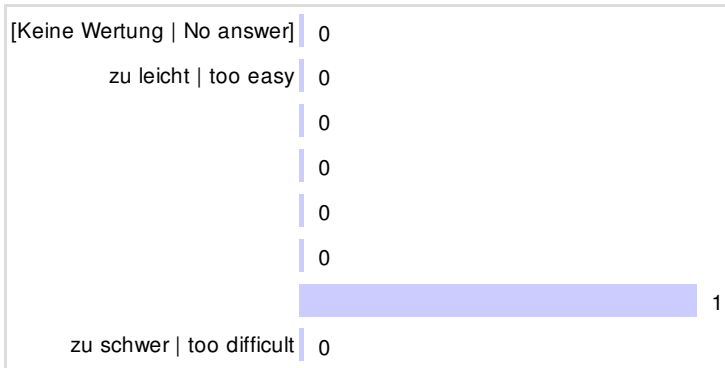 [Keine Wertung | No answer] 0
zu leicht | too easy 0
0
0
0
0
1
zu schwer | too difficult 0